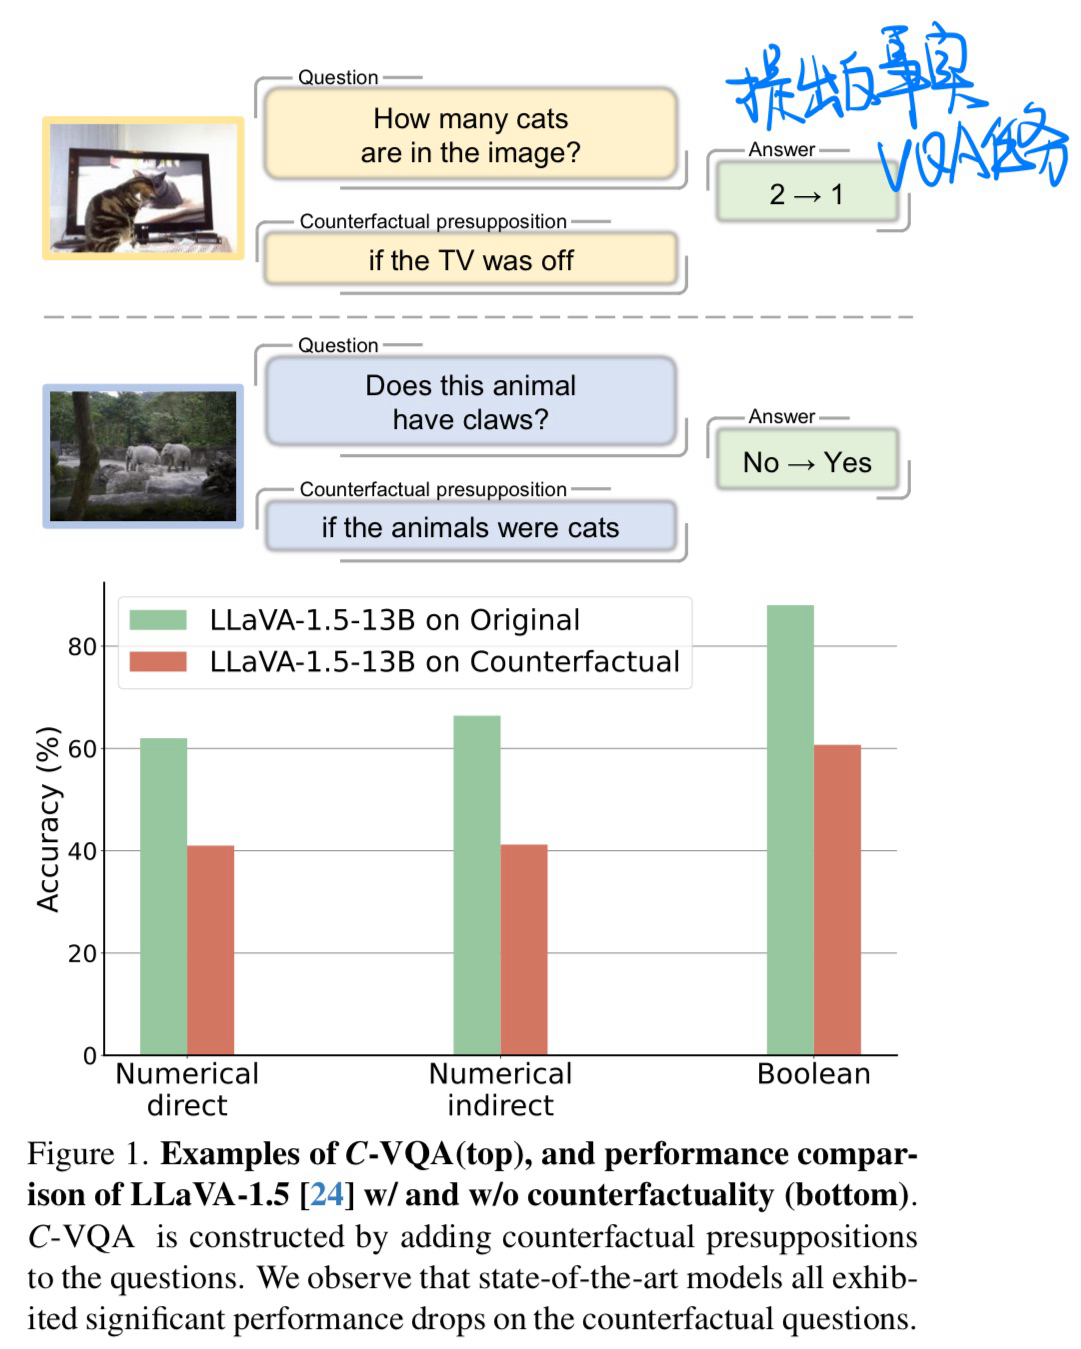 提出反事实
VQA任务
Question
How many cats
are in the image?
Answer
2 → 1
Counterfactual presupposition
if the TV was off
Question
Does this animal
have claws?
Answer
No → Yes
Counterfactual presupposition
if the animals were cats
LLaVA-1.5-13B on Original
LLaVA-1.5-13B on Counterfactual
Accuracy (%)
80
60
40
20
0
Numerical
direct
Numerical
indirect
Boolean
Figure 1. Examples of C-VQA(top), and performance compar-
ison of LLaVA-1.5 [24] w/ and w/o counterfactuality (bottom).
C-VQA is constructed by adding counterfactual presuppositions
to the questions. We observe that state-of-the-art models all exhib-
ited significant performance drops on the counterfactual questions.